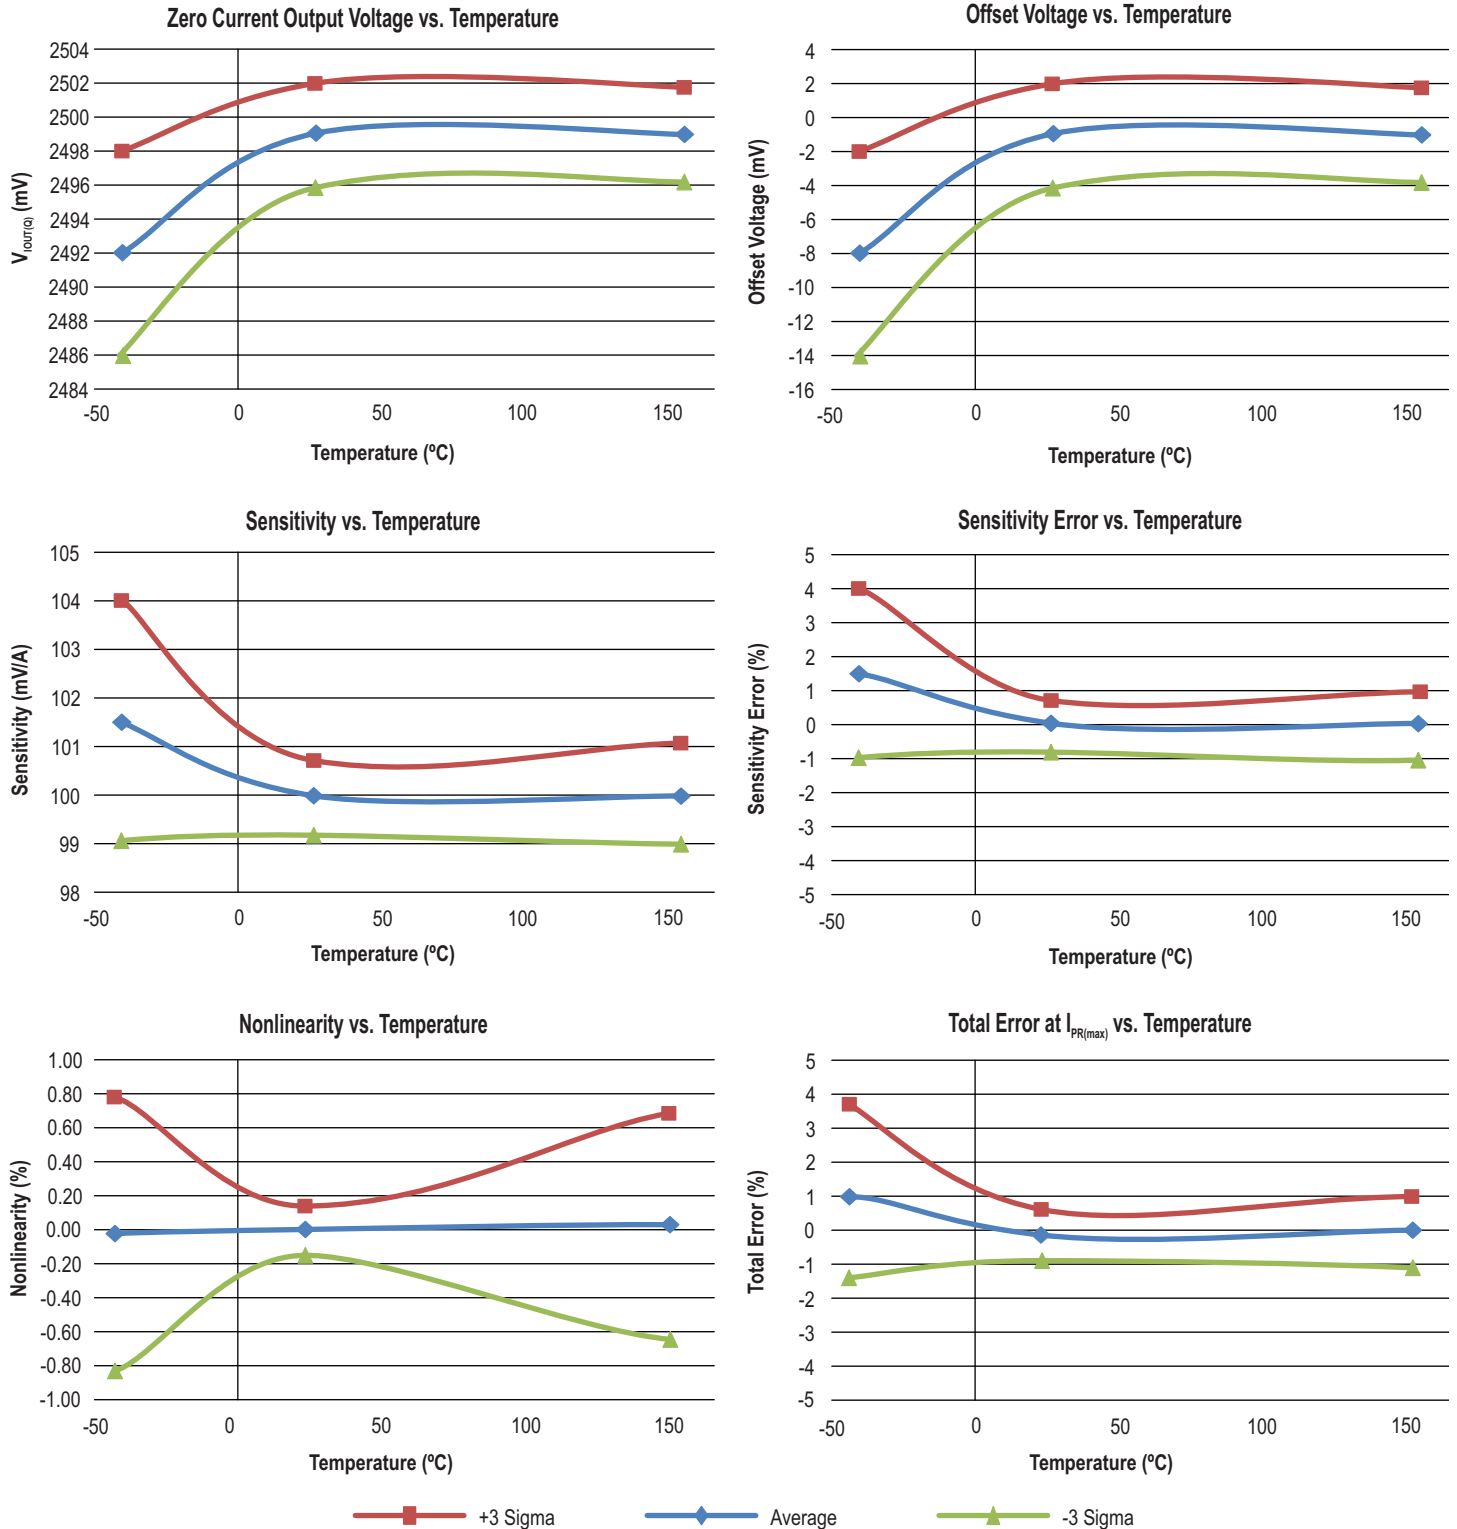 Zero Current Output Voltage vs. Temperature
2504
2502
2500
2498
2496
2494
2492
2490
2488
2486
2484
V_IOUT(Q) (mV)
-50 0 50 100 150
Temperature (ºC)
Offset Voltage vs. Temperature
4
2
0
-2
-4
-6
-8
-10
-12
-14
-16
Offset Voltage (mV)
-50 0 50 100 150
Temperature (ºC)
Sensitivity vs. Temperature
105
104
103
102
101
100
99
98
Sensitivity (mV/A)
-50 0 50 100 150
Temperature (ºC)
Sensitivity Error vs. Temperature
5
4
3
2
1
0
-1
-2
-3
-4
-5
Sensitivity Error (%)
-50 0 50 100 150
Temperature (ºC)
Nonlinearity vs. Temperature
1.00
0.80
0.60
0.40
0.20
0.00
-0.20
-0.40
-0.60
-0.80
-1.00
Nonlinearity (%)
-50 0 50 100 150
Temperature (ºC)
Total Error at I_PR(max) vs. Temperature
5
4
3
2
1
0
-1
-2
-3
-4
-5
Total Error (%)
-50 0 50 100 150
Temperature (ºC)
+3 Sigma Average -3 Sigma